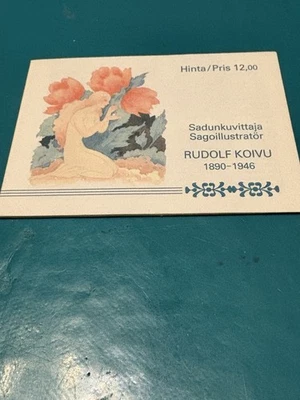 Hinta/Pris 12,00
Sadunkuvittaja
Sagoillustratör
RUDOLF KOIVU
1890-1946